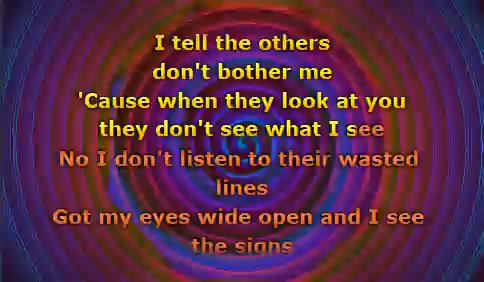 I tell the others
don't bother me
'Cause when they look at you
they don't see what I see
No I don't listen to their wasted
lines
Got my eyes wide open and I see
the signs